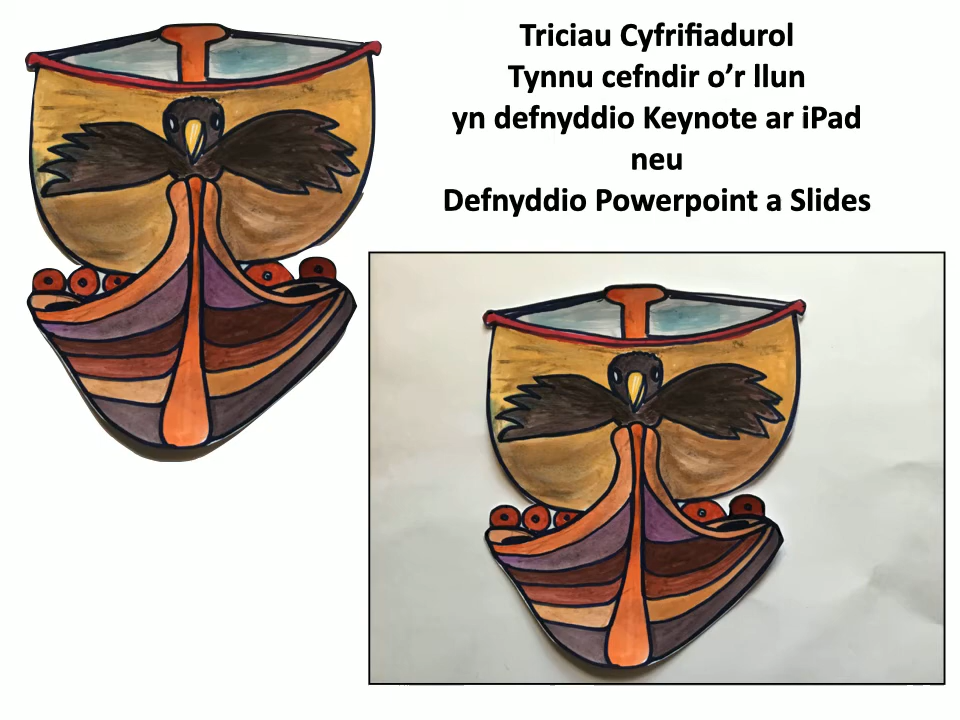 Triciau Cyfrifiadurol
Tynnu cefndir o’r llun
yn defnyddio Keynote ar iPad
neu
Defnyddio Powerpoint a Slides